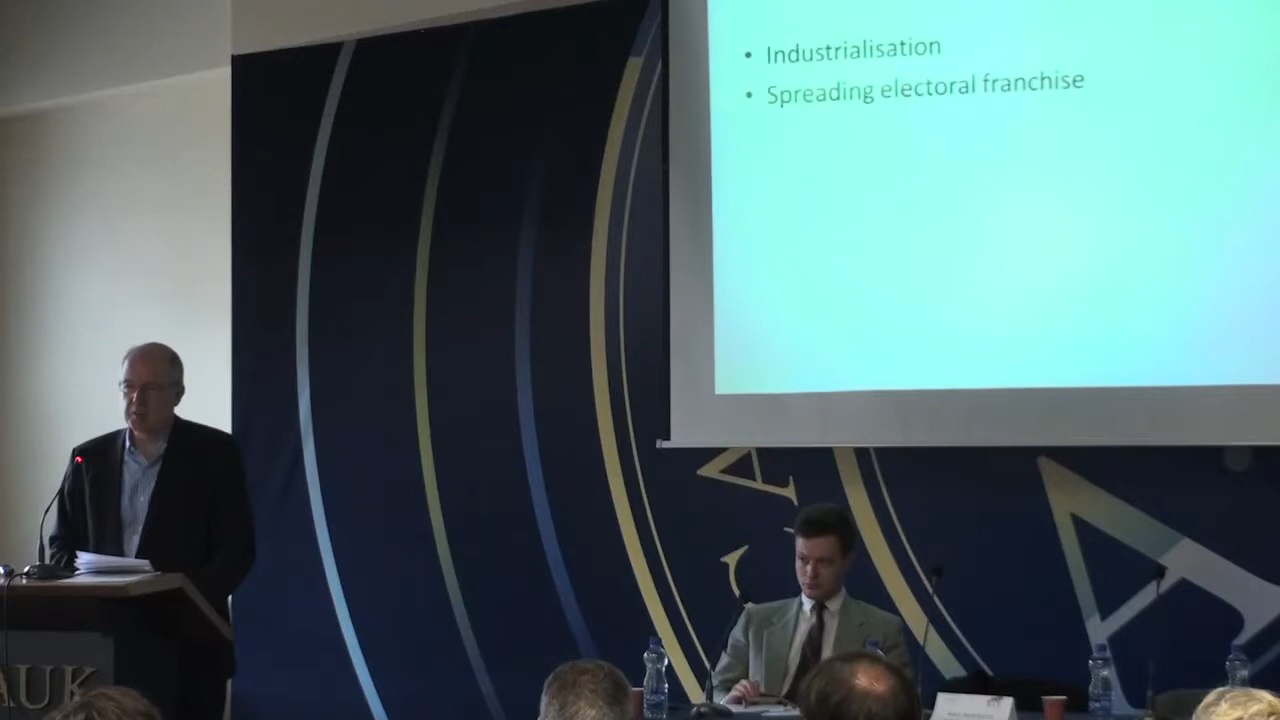 • Industrialisation
• Spreading electoral franchise
A
A
AUK